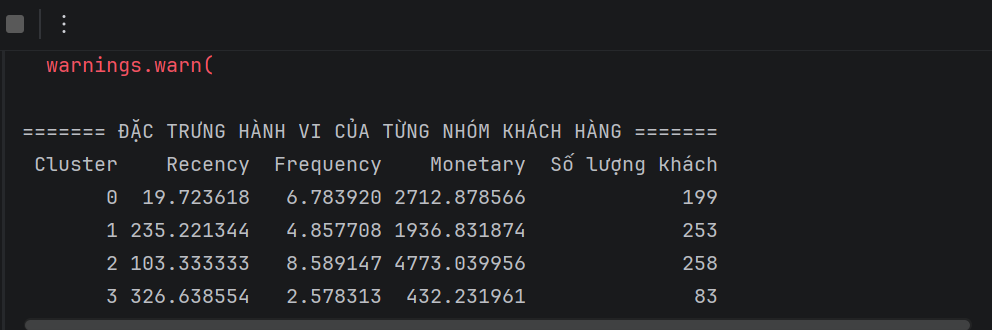 warnings.warn(
======= ĐẶC TRƯNG HÀNH VI CỦA TỪNG NHÓM KHÁCH HÀNG =======
Cluster Recency Frequency Monetary Số lượng khách
0 19.723618 6.783920 2712.878566 199
1 235.221344 4.857708 1936.831874 253
2 103.333333 8.589147 4773.039956 258
3 326.638554 2.578313 432.231961 83